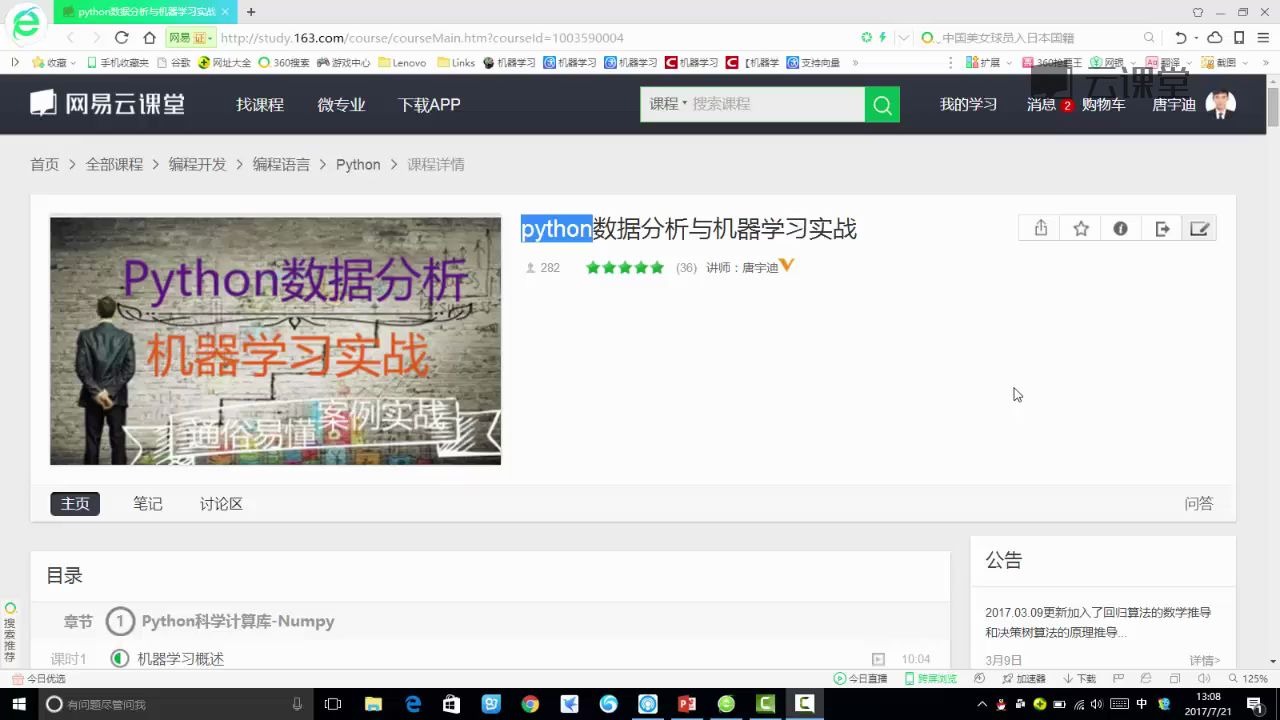 python数据分析与机器学习实战
网易 证 http://study.163.com/course/courseMain.htm?courseId=1003590004 中国美女球员入日本国籍
收藏 手机收藏夹 谷歌 网址大全 360搜索 游戏中心 Lenovo Links 机器学习 机器学习 机器学习 机器学习 【机器学 支持向量 » 扩展 网银 翻译 截图 »
云课堂
网易云课堂 找课程 微专业 下载APP 课程 搜索课程 我的学习 消息 2 购物车 唐宇迪
首页 > 全部课程 > 编程开发 > 编程语言 > Python > 课程详情
Python数据分析
机器学习实战
案例实战
通俗易懂
python数据分析与机器学习实战
282 (36) 讲师：唐宇迪
主页 笔记 讨论区 问答
目录
章节 1 Python科学计算库-Numpy
课时1 机器学习概述 10:04
公告
2017.03.09更新加入了回归算法的数学推导
和决策树算法的原理推导...
3月9日 详情>
搜索推荐
今日优选 今日直播 跨屏浏览 加速器 下载 125%
有问题尽管问我 中 13:08
2017/7/21